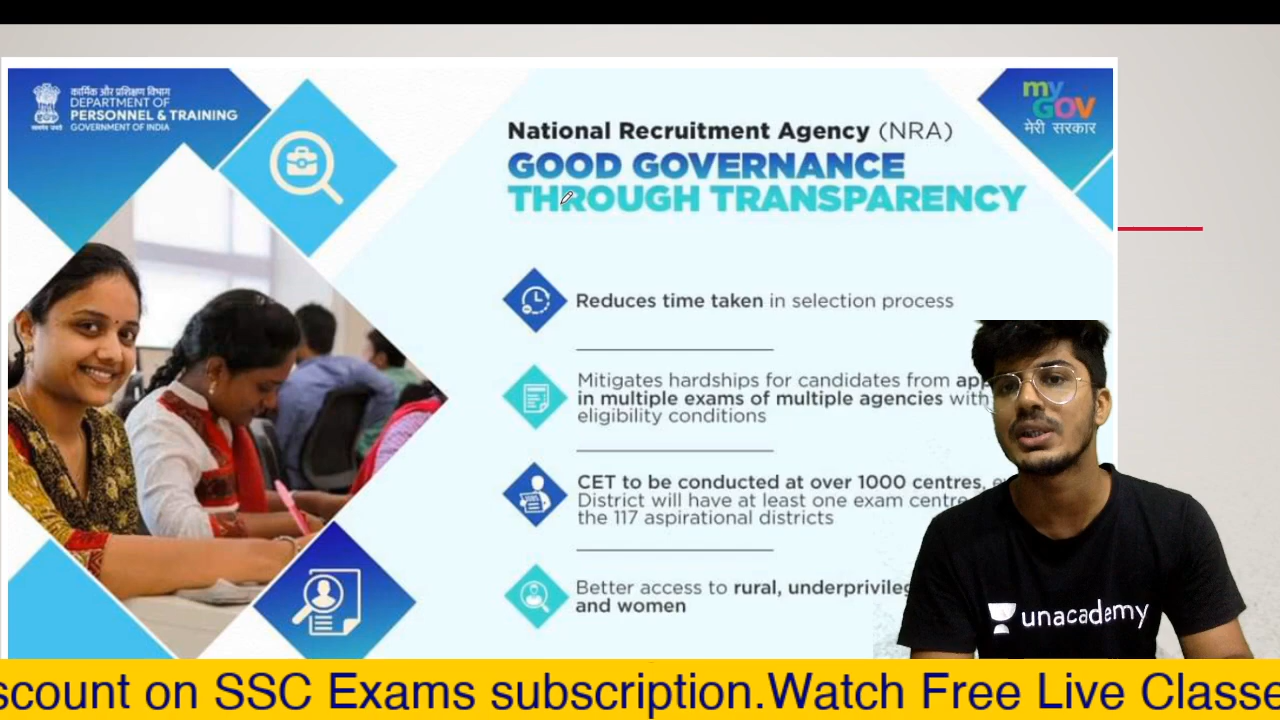 कार्मिक और प्रशिक्षण विभाग
DEPARTMENT OF
PERSONNEL & TRAINING
GOVERNMENT OF INDIA
सत्यमेव जयते
my
GOV
मेरी सरकार
National Recruitment Agency (NRA)
GOOD GOVERNANCE
THROUGH TRANSPARENCY
Reduces time taken in selection process
Mitigates hardships for candidates from
in multiple exams of multiple agencies with
eligibility conditions
CET to be conducted at over 1000 centres,
District will have at least one exam centre
the 117 aspirational districts
Better access to rural,
and women
unacademy
on SSC Exams subscription.Watch Free Live